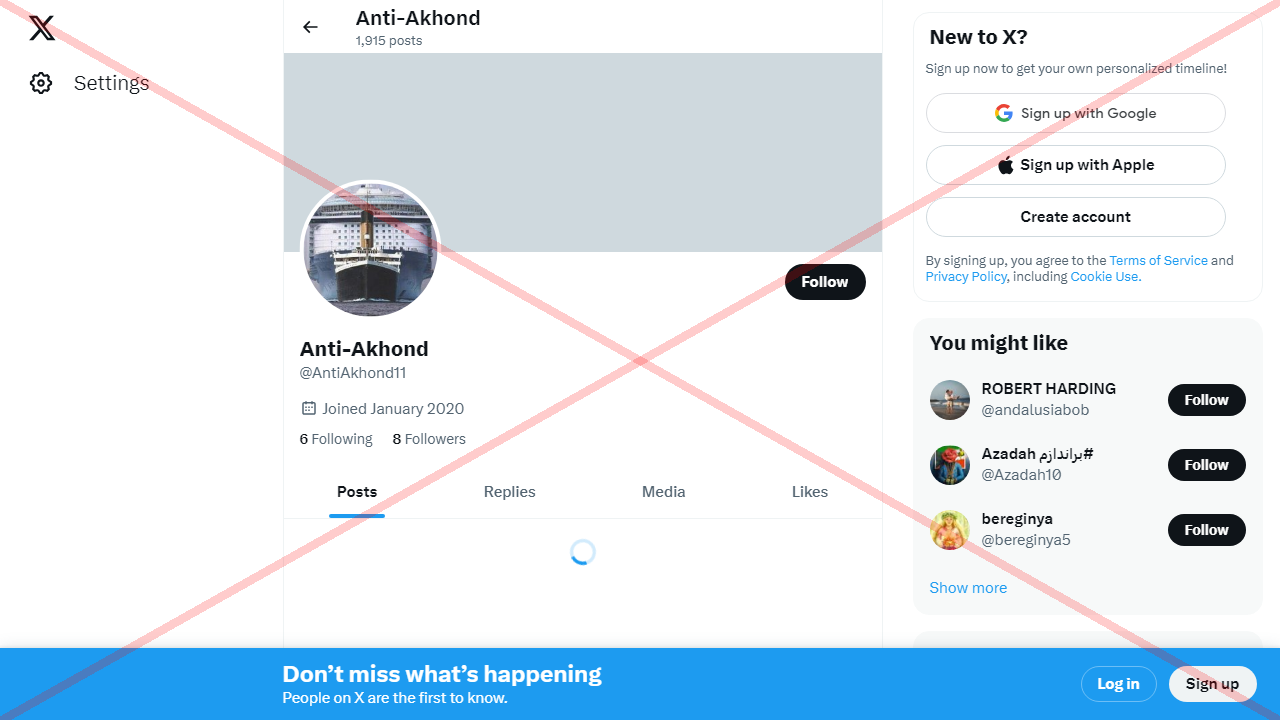 Settings
Anti-Akhond
1,915 posts
Follow
Anti-Akhond
@AntiAkhond11
Joined January 2020
6 Following 8 Followers
Posts Replies Media Likes
New to X?
Sign up now to get your own personalized timeline!
Sign up with Google
Sign up with Apple
Create account
By signing up, you agree to the Terms of Service and
Privacy Policy, including Cookie Use.
You might like
ROBERT HARDING
@andalusiabob
Follow
Azadah براندازم#
@Azadah10
Follow
bereginya
@bereginya5
Follow
Show more
Don’t miss what’s happening
People on X are the first to know.
Log in
Sign up